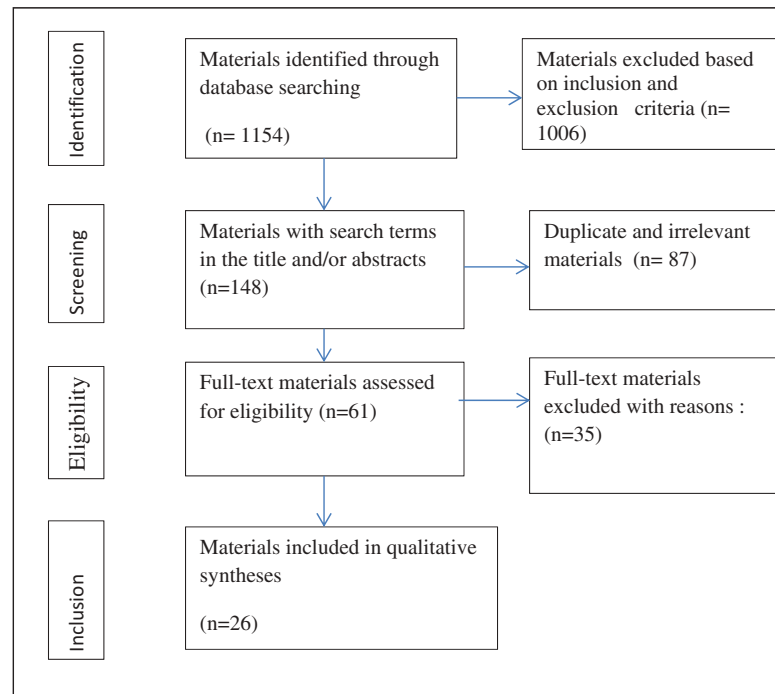 Identification
Materials identified through
database searching
(n= 1154)
Materials excluded based
on inclusion and
exclusion criteria (n=
1006)
Screening
Materials with search terms
in the title and/or abstracts
(n=148)
Duplicate and irrelevant
materials (n= 87)
Eligibility
Full-text materials assessed
for eligibility (n=61)
Full-text materials
excluded with reasons :
(n=35)
Inclusion
Materials included in qualitative
syntheses
(n=26)